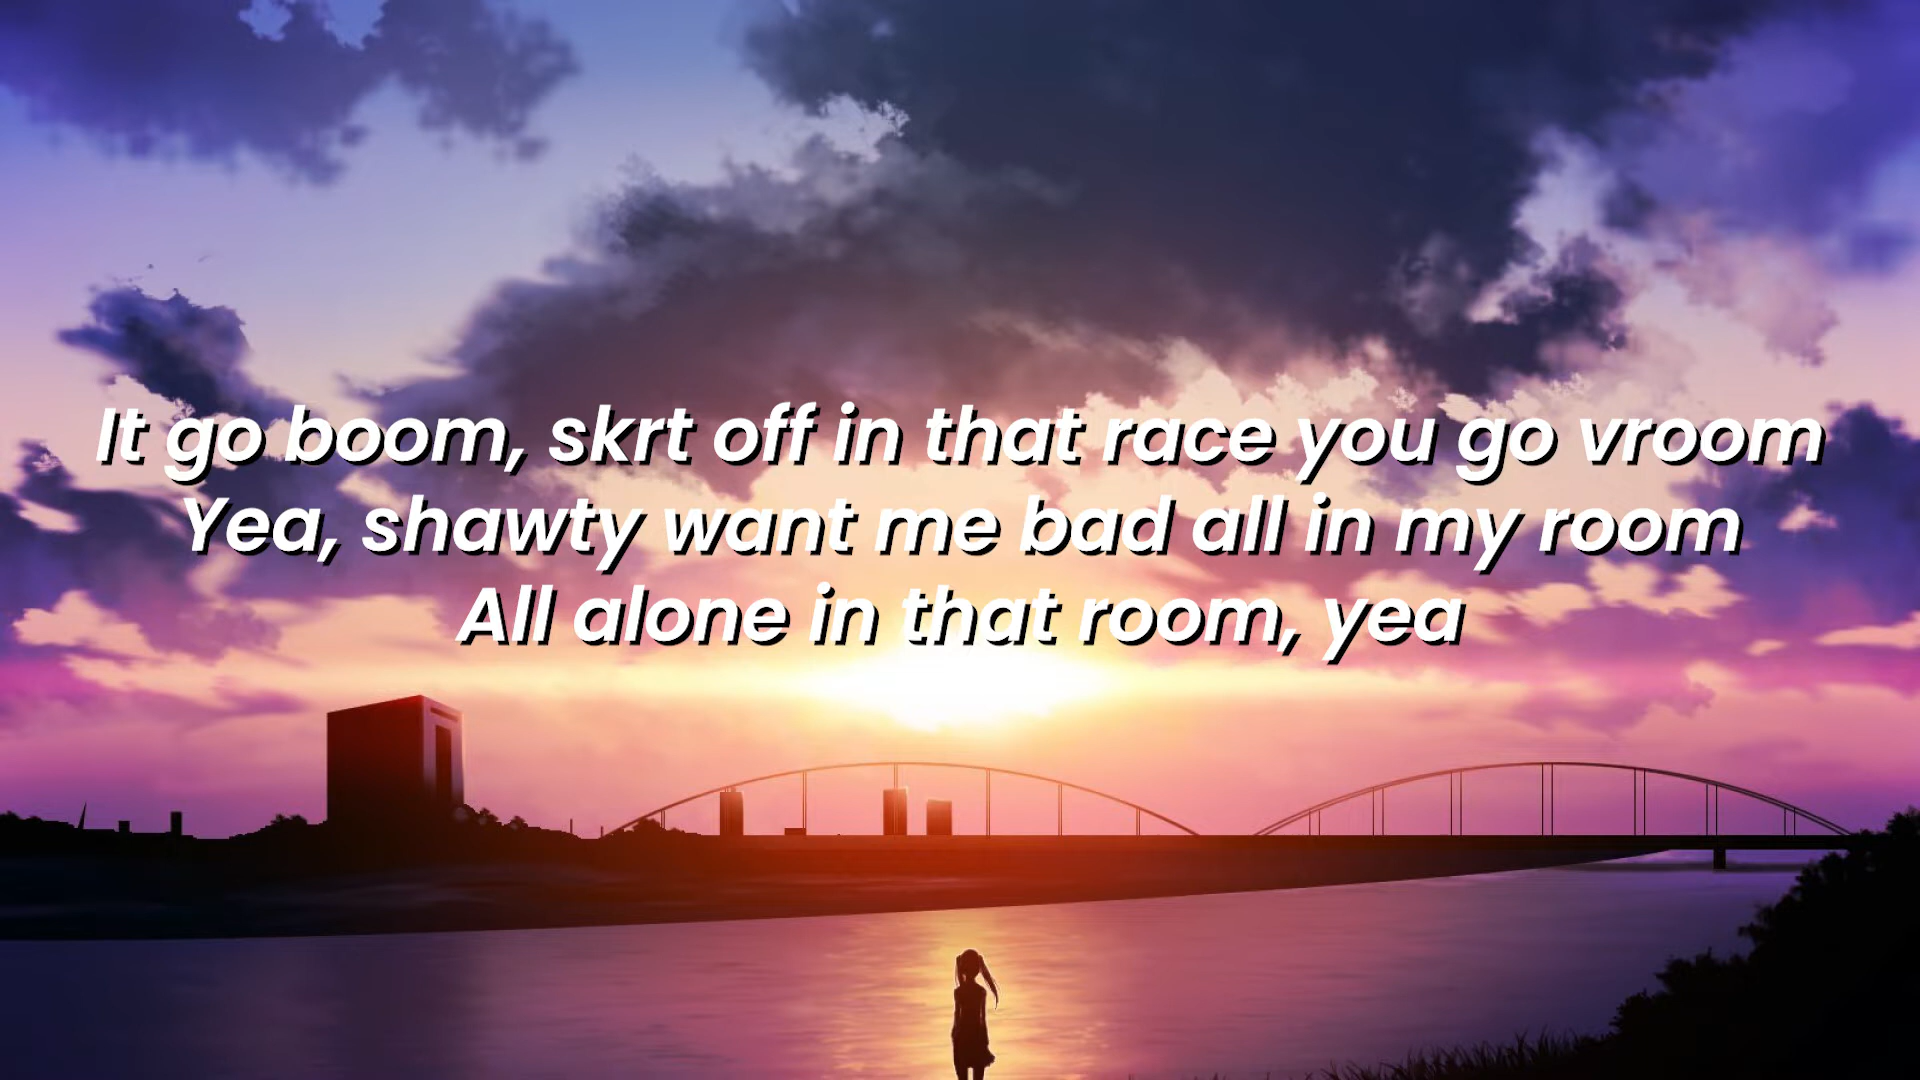 It go boom, skrt off in that race you go vroom
Yea, shawty want me bad all in my room
All alone in that room, yea